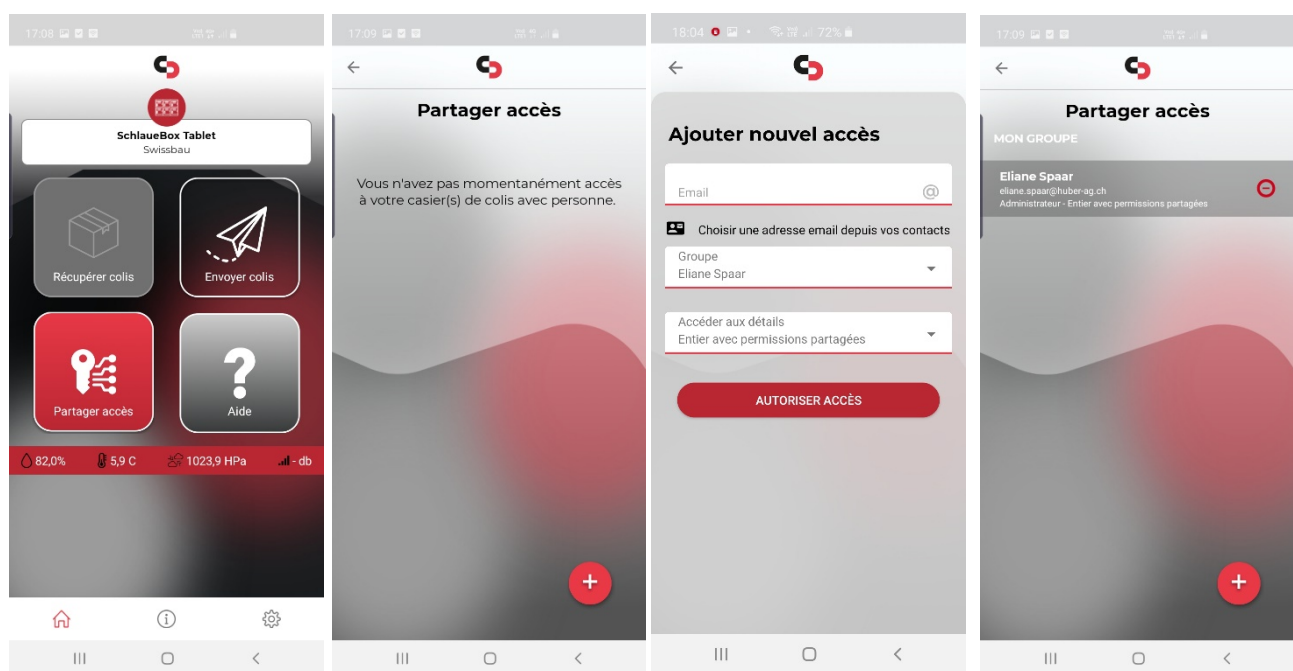 17:08
SchlaueBox Tablet
Swissbau
Récupérer colis
Envoyer colis
Partager accès
Aide
82,0%
5,9 C
1023,9 HPa
- db
17:09
Partager accès
Vous n'avez pas momentanément accès
à votre casier(s) de colis avec personne.
+
18:04
72%
Ajouter nouvel accès
Email
@
Choisir une adresse email depuis vos contacts
Groupe
Eliane Spaar
Accéder aux détails
Entier avec permissions partagées
AUTORISER ACCÈS
17:09
Partager accès
MON GROUPE
Eliane Spaar
eliane.spaar@huber-ag.ch
Administrateur - Entier avec permissions partagées
+